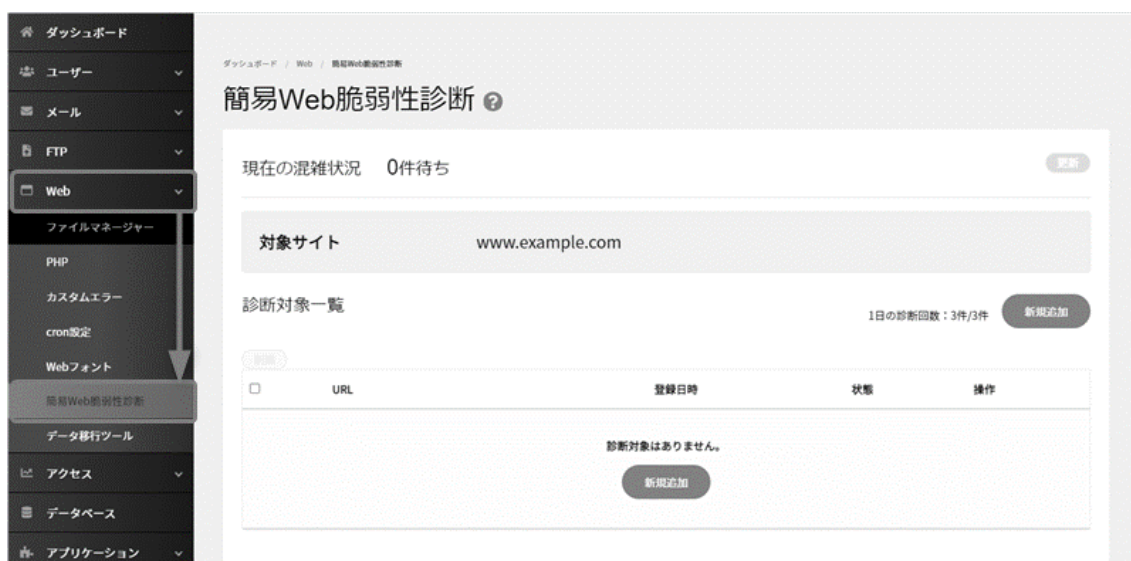 ダッシュボード
ユーザー
メール
FTP
Web
ファイルマネージャー
PHP
カスタムエラー
cron設定
Webフォント
簡易Web脆弱性診断
データ移行ツール
アクセス
データベース
アプリケーション
ダッシュボード / Web / 簡易Web脆弱性診断
簡易Web脆弱性診断 ?
現在の混雑状況 0件待ち 更新
対象サイト www.example.com
診断対象一覧 1日の診断回数：3件/3件 新規追加
削除
URL 登録日時 状態 操作
診断対象はありません。
新規追加